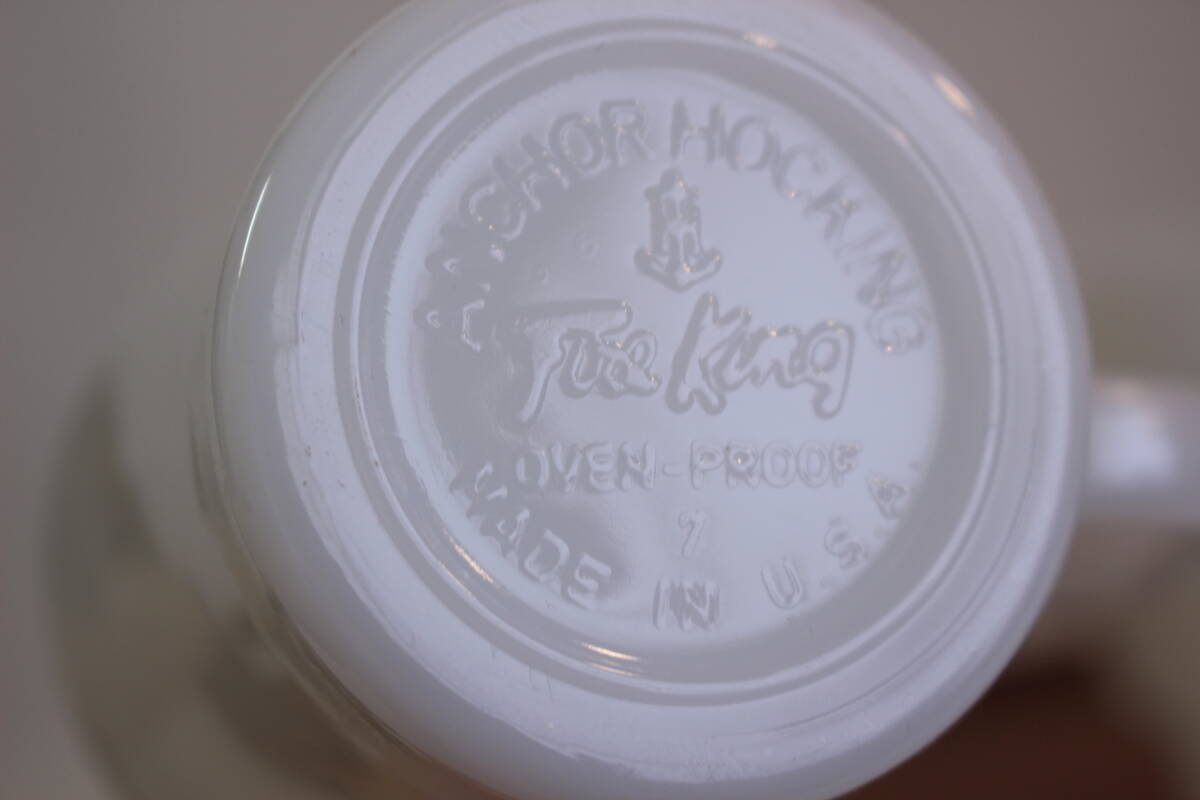 ANCHOR HOCKING
Fire King
OVEN-PROOF
7
MADE IN U.S.A.